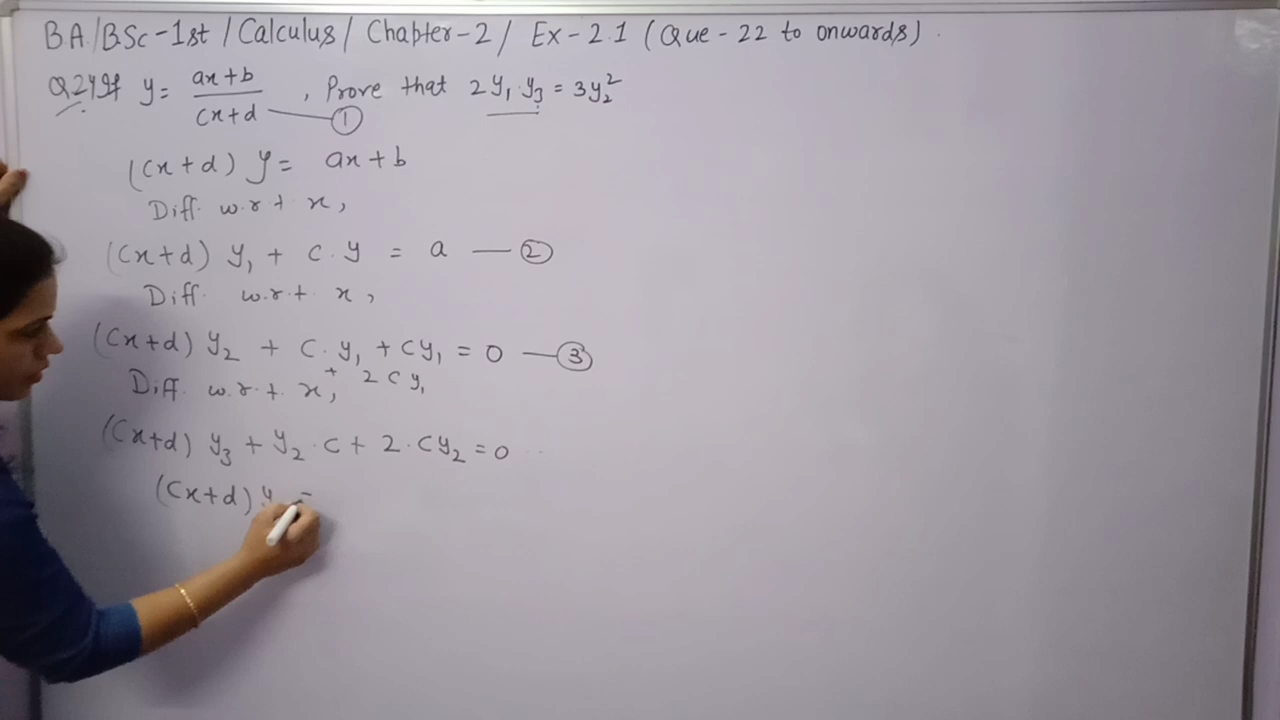 BA/BSc-1st / Calculus / Chapter-2 / Ex-2.1 (Que-22 to onwards)
Q.24 If y = (ax+b)/(cx+d) —① , Prove that 2y₁.y₃ = 3y₂²
(cx+d) y = ax+b
Diff. w.r.t. x,
(cx+d) y₁ + c.y = a —②
Diff. w.r.t. x,
(cx+d) y₂ + c.y₁ + cy₁ = 0 —③
+ 2cy₁
Diff. w.r.t. x,
(cx+d) y₃ + y₂.c + 2.cy₂ = 0
(cx+d) y